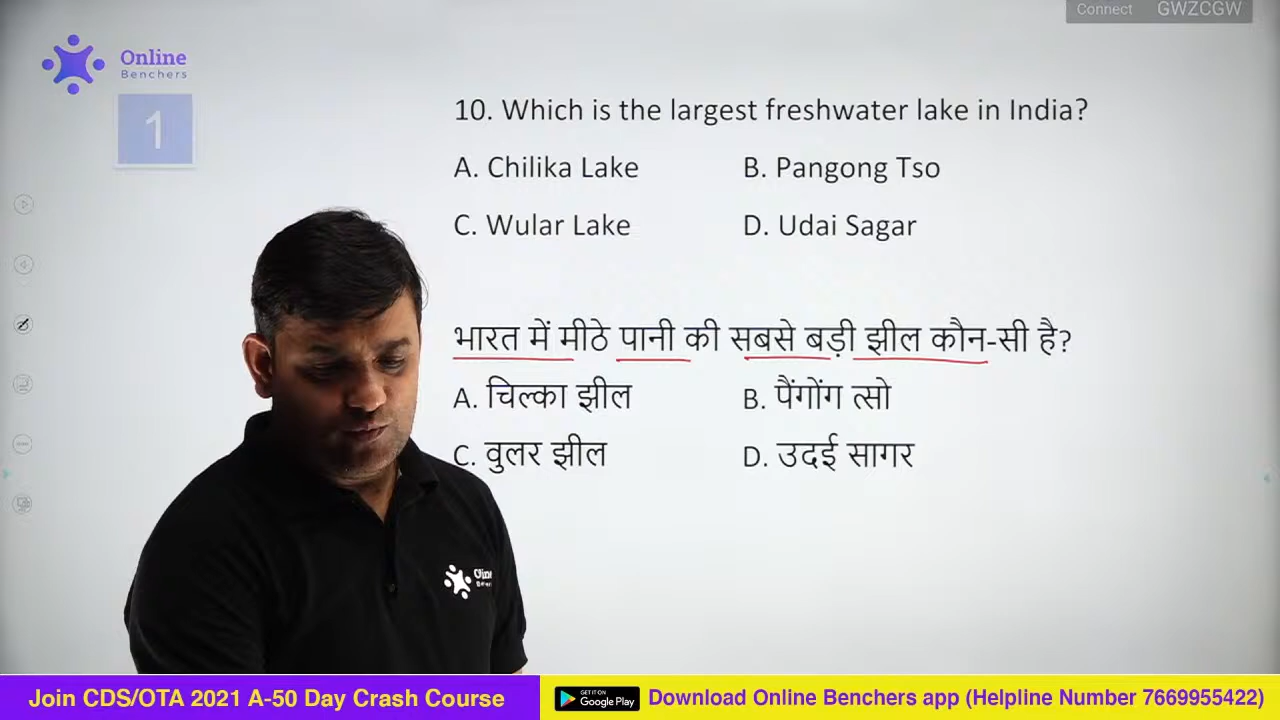 Connect GWZCGW
Online
Benchers
1
10. Which is the largest freshwater lake in India?
A. Chilika Lake B. Pangong Tso
C. Wular Lake D. Udai Sagar
भारत में मीठे पानी की सबसे बड़ी झील कौन-सी है?
A. चिल्का झील B. पैंगोंग त्सो
C. वुलर झील D. उदई सागर
Join CDS/OTA 2021 A-50 Day Crash Course
GET IT ON
Google Play
Download Online Benchers app (Helpline Number 7669955422)